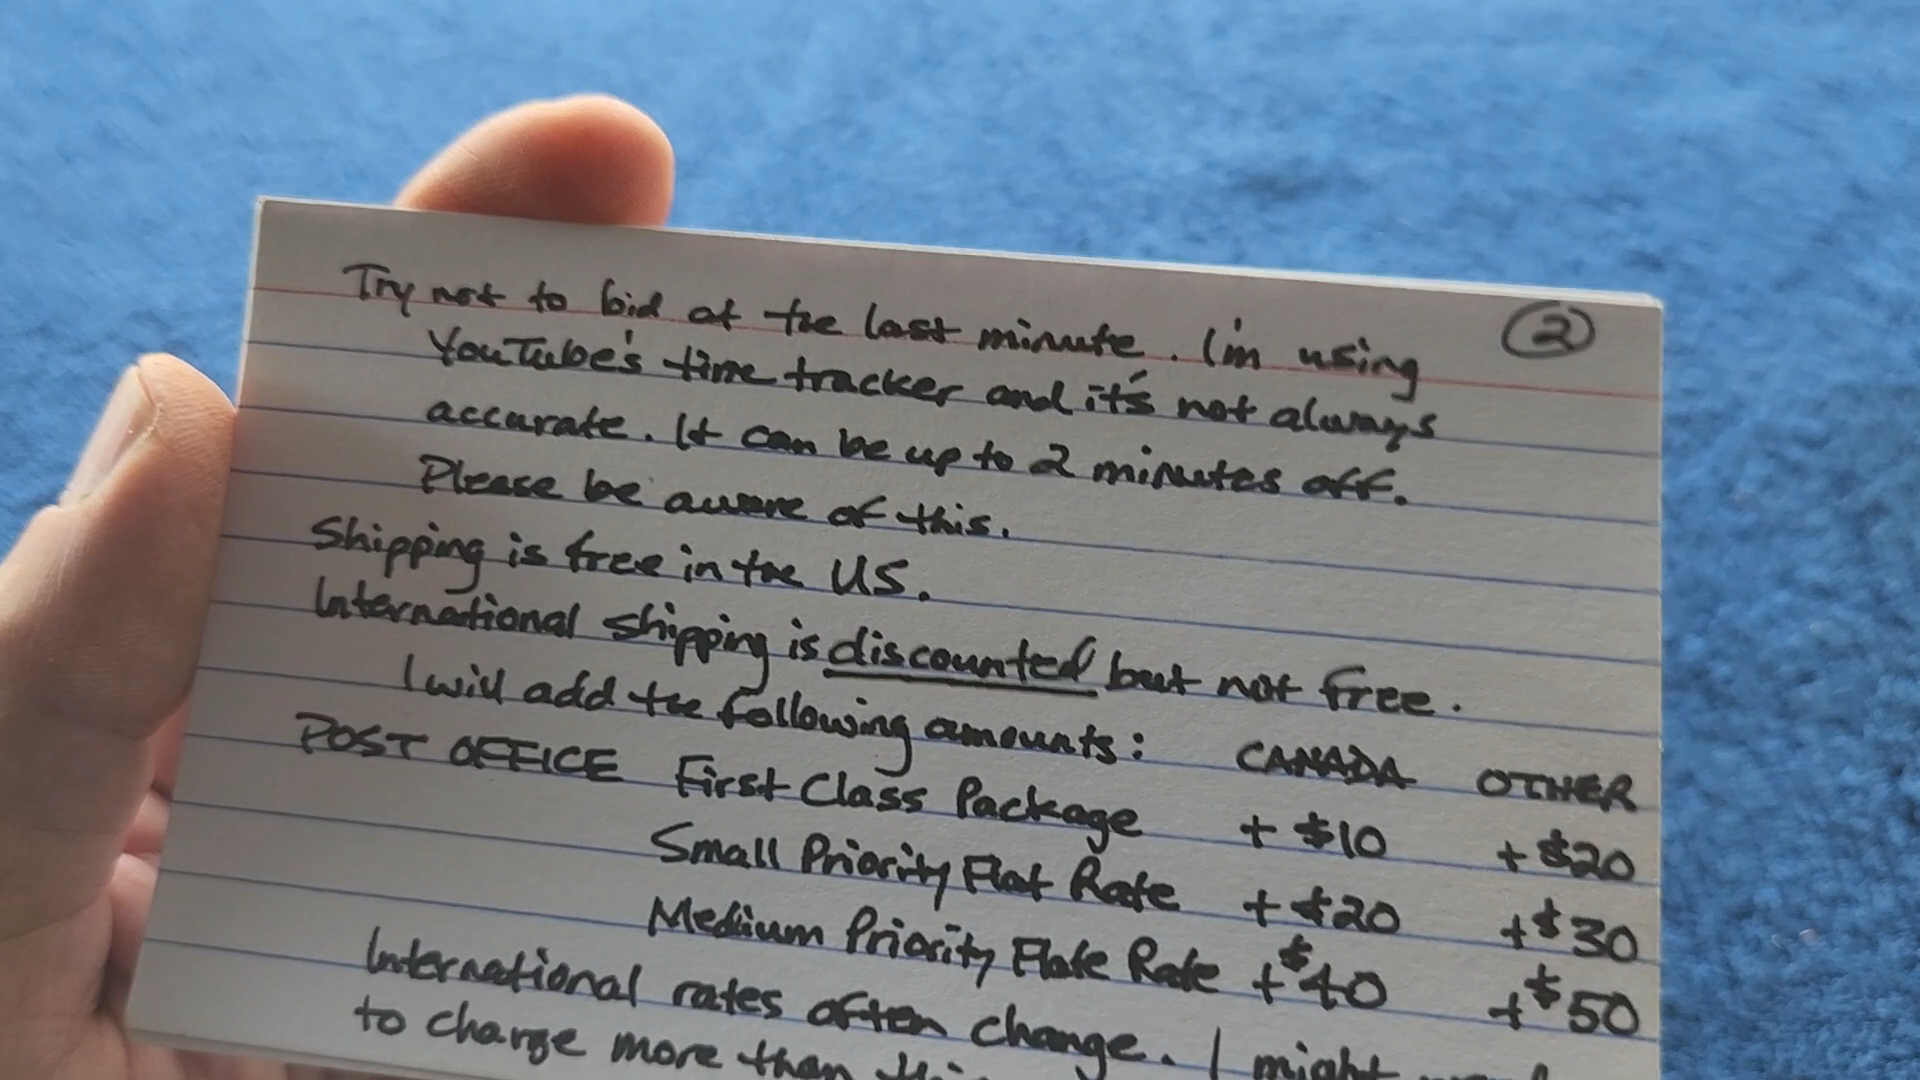 2
Try not to bid at the last minute. I'm using
YouTube's time tracker and it's not always
accurate. It can be up to 2 minutes off.
Please be aware of this.
Shipping is free in the US.
International shipping is discounted but not free.
I will add the following amounts: CANADA OTHER
POST OFFICE First Class Package +$10 +$20
Small Priority Flat Rate +$20 +$30
Medium Priority Flate Rate +$40 +$50
International rates often change. I might
to charge more than